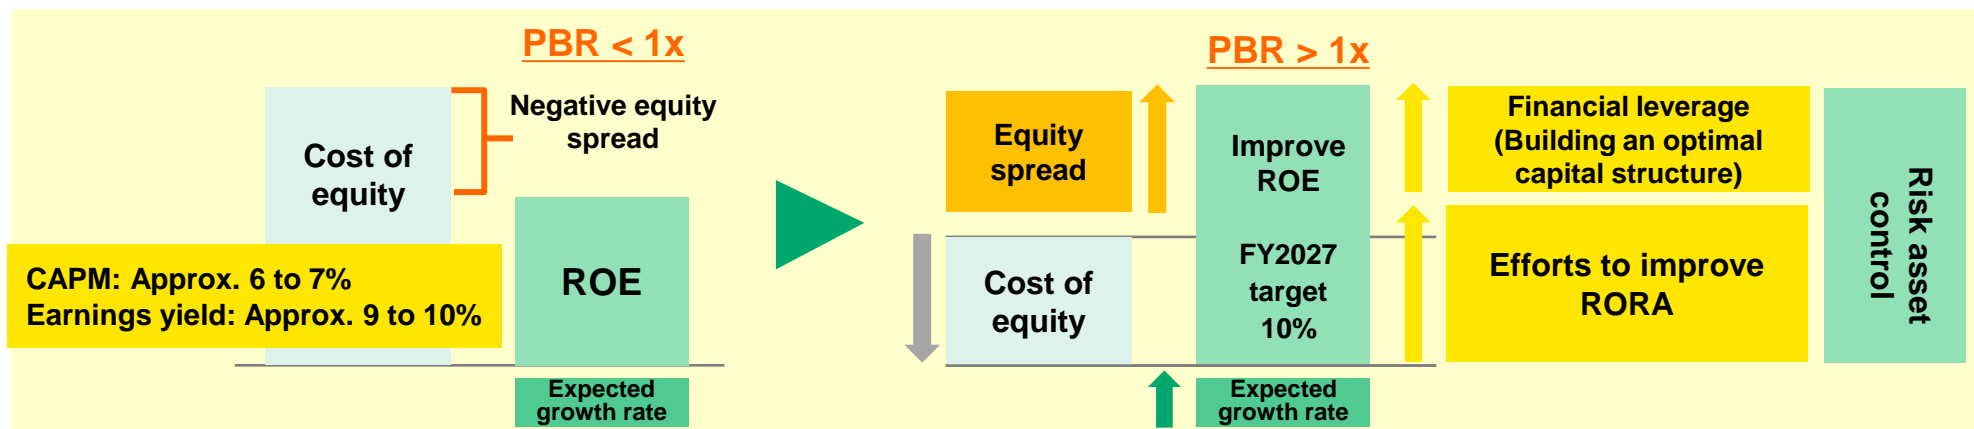 PBR < 1x
Cost of
equity
Negative equity
spread
CAPM: Approx. 6 to 7%
Earnings yield: Approx. 9 to 10%
ROE
Expected
growth rate
PBR > 1x
Equity
spread
Cost of
equity
Improve
ROE
FY2027
target
10%
Expected
growth rate
Financial leverage
(Building an optimal
capital structure)
Efforts to improve
RORA
Risk asset
control